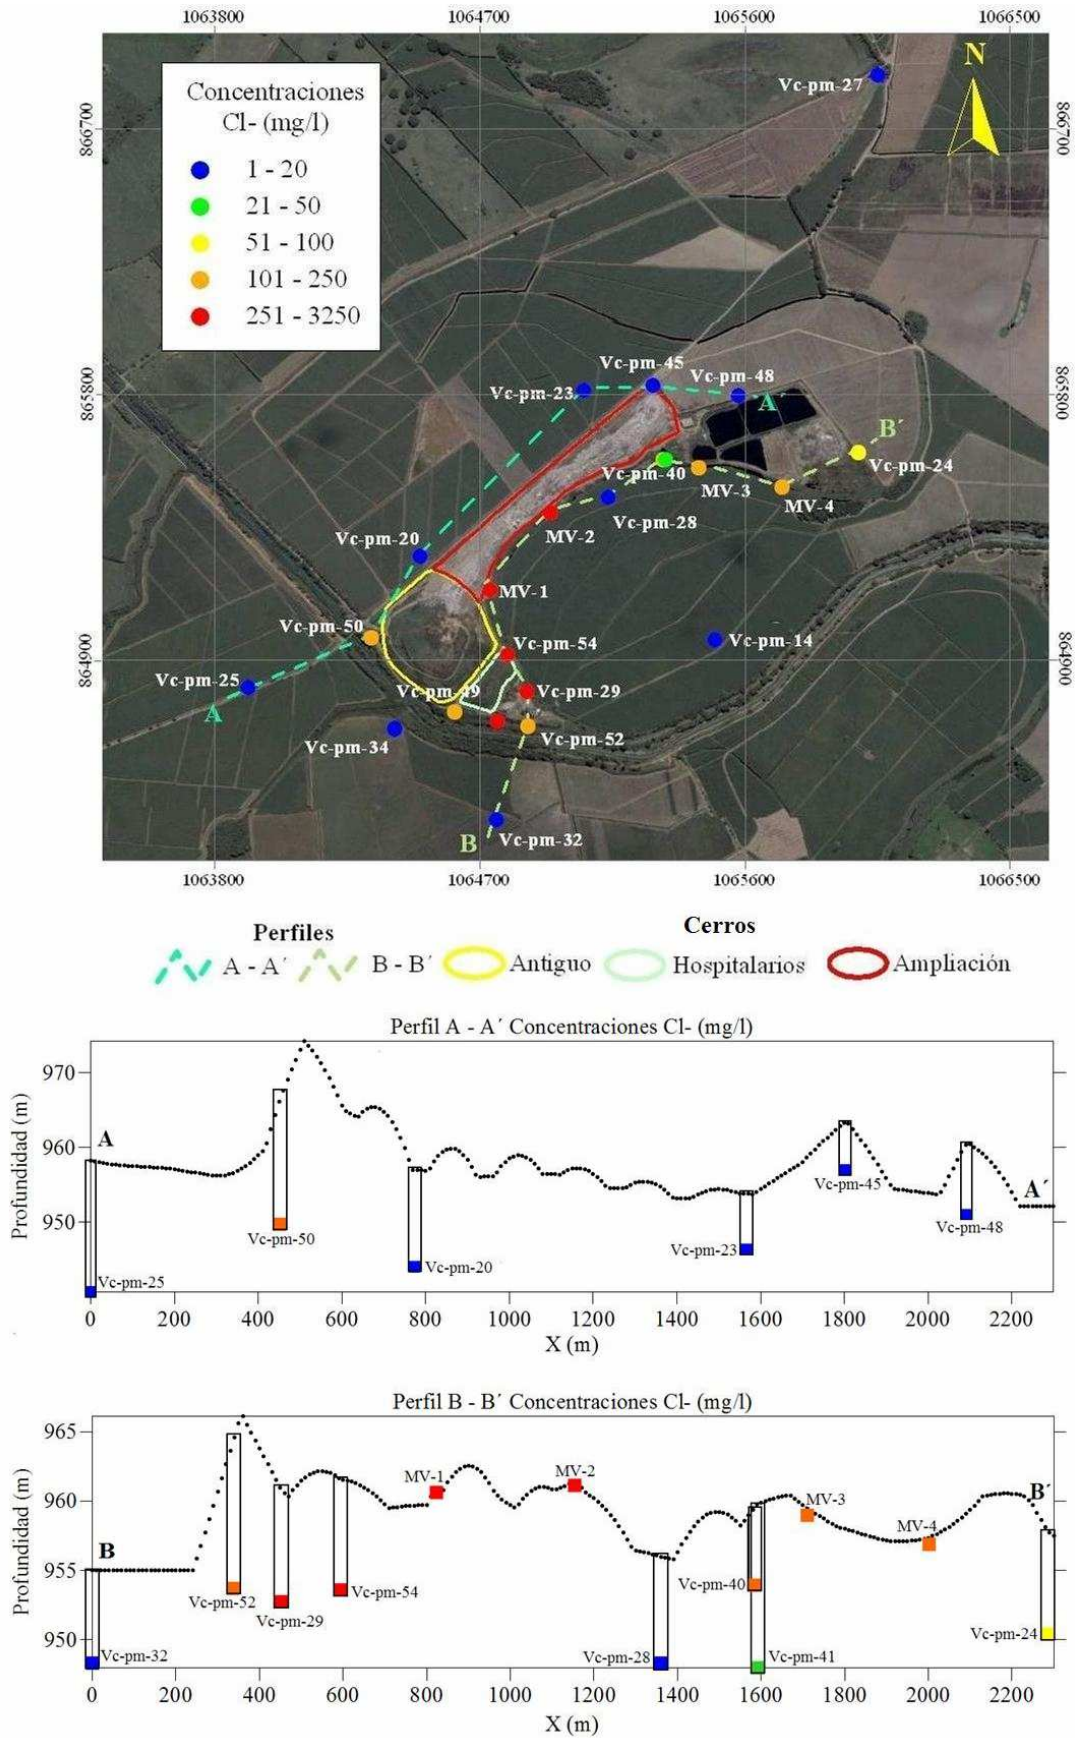 1063800 1064700 1065600 1066500
N
Concentraciones
Cl- (mg/l)
1 - 20
21 - 50
51 - 100
101 - 250
251 - 3250
866700 866700
Vc-pm-27
865800 865800
Vc-pm-45
Vc-pm-23 Vc-pm-48
A´
B´
Vc-pm-40 Vc-pm-24
MV-3
MV-4
Vc-pm-28
MV-2
Vc-pm-20
MV-1
Vc-pm-50
Vc-pm-54 Vc-pm-14
864900 864900
Vc-pm-25 Vc-pm-49 Vc-pm-29
A
Vc-pm-34 Vc-pm-52
B Vc-pm-32
1063800 1064700 1065600 1066500
Perfiles Cerros
A - A´ B - B´ Antiguo Hospitalarios Ampliación
Perfil A - A´ Concentraciones Cl- (mg/l)
Profundidad (m)
970
960
950
A
A´
Vc-pm-45
Vc-pm-48
Vc-pm-50
Vc-pm-23
Vc-pm-20
Vc-pm-25
0 200 400 600 800 1000 1200 1400 1600 1800 2000 2200
X (m)
Perfil B - B´ Concentraciones Cl- (mg/l)
Profundidad (m)
965
960
955
950
MV-1
MV-2
MV-3
MV-4
B´
B
Vc-pm-52
Vc-pm-29
Vc-pm-54
Vc-pm-40
Vc-pm-24
Vc-pm-32
Vc-pm-28
Vc-pm-41
0 200 400 600 800 1000 1200 1400 1600 1800 2000 2200
X (m)